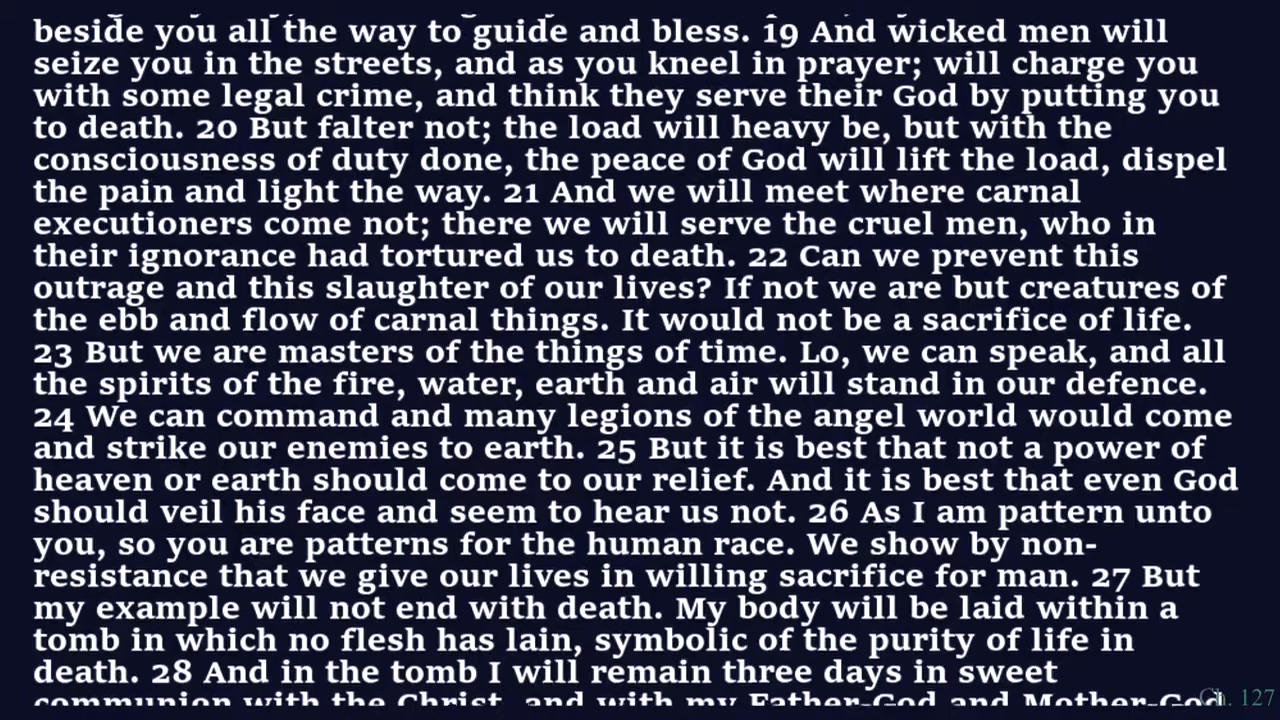 beside you all the way to guide and bless. 19 And wicked men will
seize you in the streets, and as you kneel in prayer; will charge you
with some legal crime, and think they serve their God by putting you
to death. 20 But falter not; the load will heavy be, but with the
consciousness of duty done, the peace of God will lift the load, dispel
the pain and light the way. 21 And we will meet where carnal
executioners come not; there we will serve the cruel men, who in
their ignorance had tortured us to death. 22 Can we prevent this
outrage and this slaughter of our lives? If not we are but creatures of
the ebb and flow of carnal things. It would not be a sacrifice of life.
23 But we are masters of the things of time. Lo, we can speak, and all
the spirits of the fire, water, earth and air will stand in our defence.
24 We can command and many legions of the angel world would come
and strike our enemies to earth. 25 But it is best that not a power of
heaven or earth should come to our relief. And it is best that even God
should veil his face and seem to hear us not. 26 As I am pattern unto
you, so you are patterns for the human race. We show by non-
resistance that we give our lives in willing sacrifice for man. 27 But
my example will not end with death. My body will be laid within a
tomb in which no flesh has lain, symbolic of the purity of life in
death. 28 And in the tomb I will remain three days in sweet
communion with the Christ, and with my Father-God and Mother-God
Ch. 127